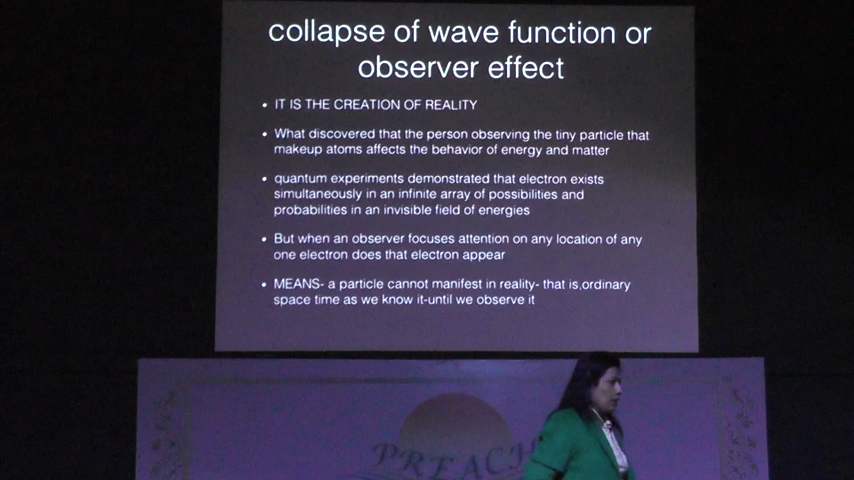 collapse of wave function or
observer effect
• IT IS THE CREATION OF REALITY
• What discovered that the person observing the tiny particle that
makeup atoms affects the behavior of energy and matter
• quantum experiments demonstrated that electron exists
simultaneously in an infinite array of possibilities and
probabilities in an invisible field of energies
• But when an observer focuses attention on any location of any
one electron does that electron appear
• MEANS- a particle cannot manifest in reality- that is,ordinary
space time as we know it-until we observe it
PREACH